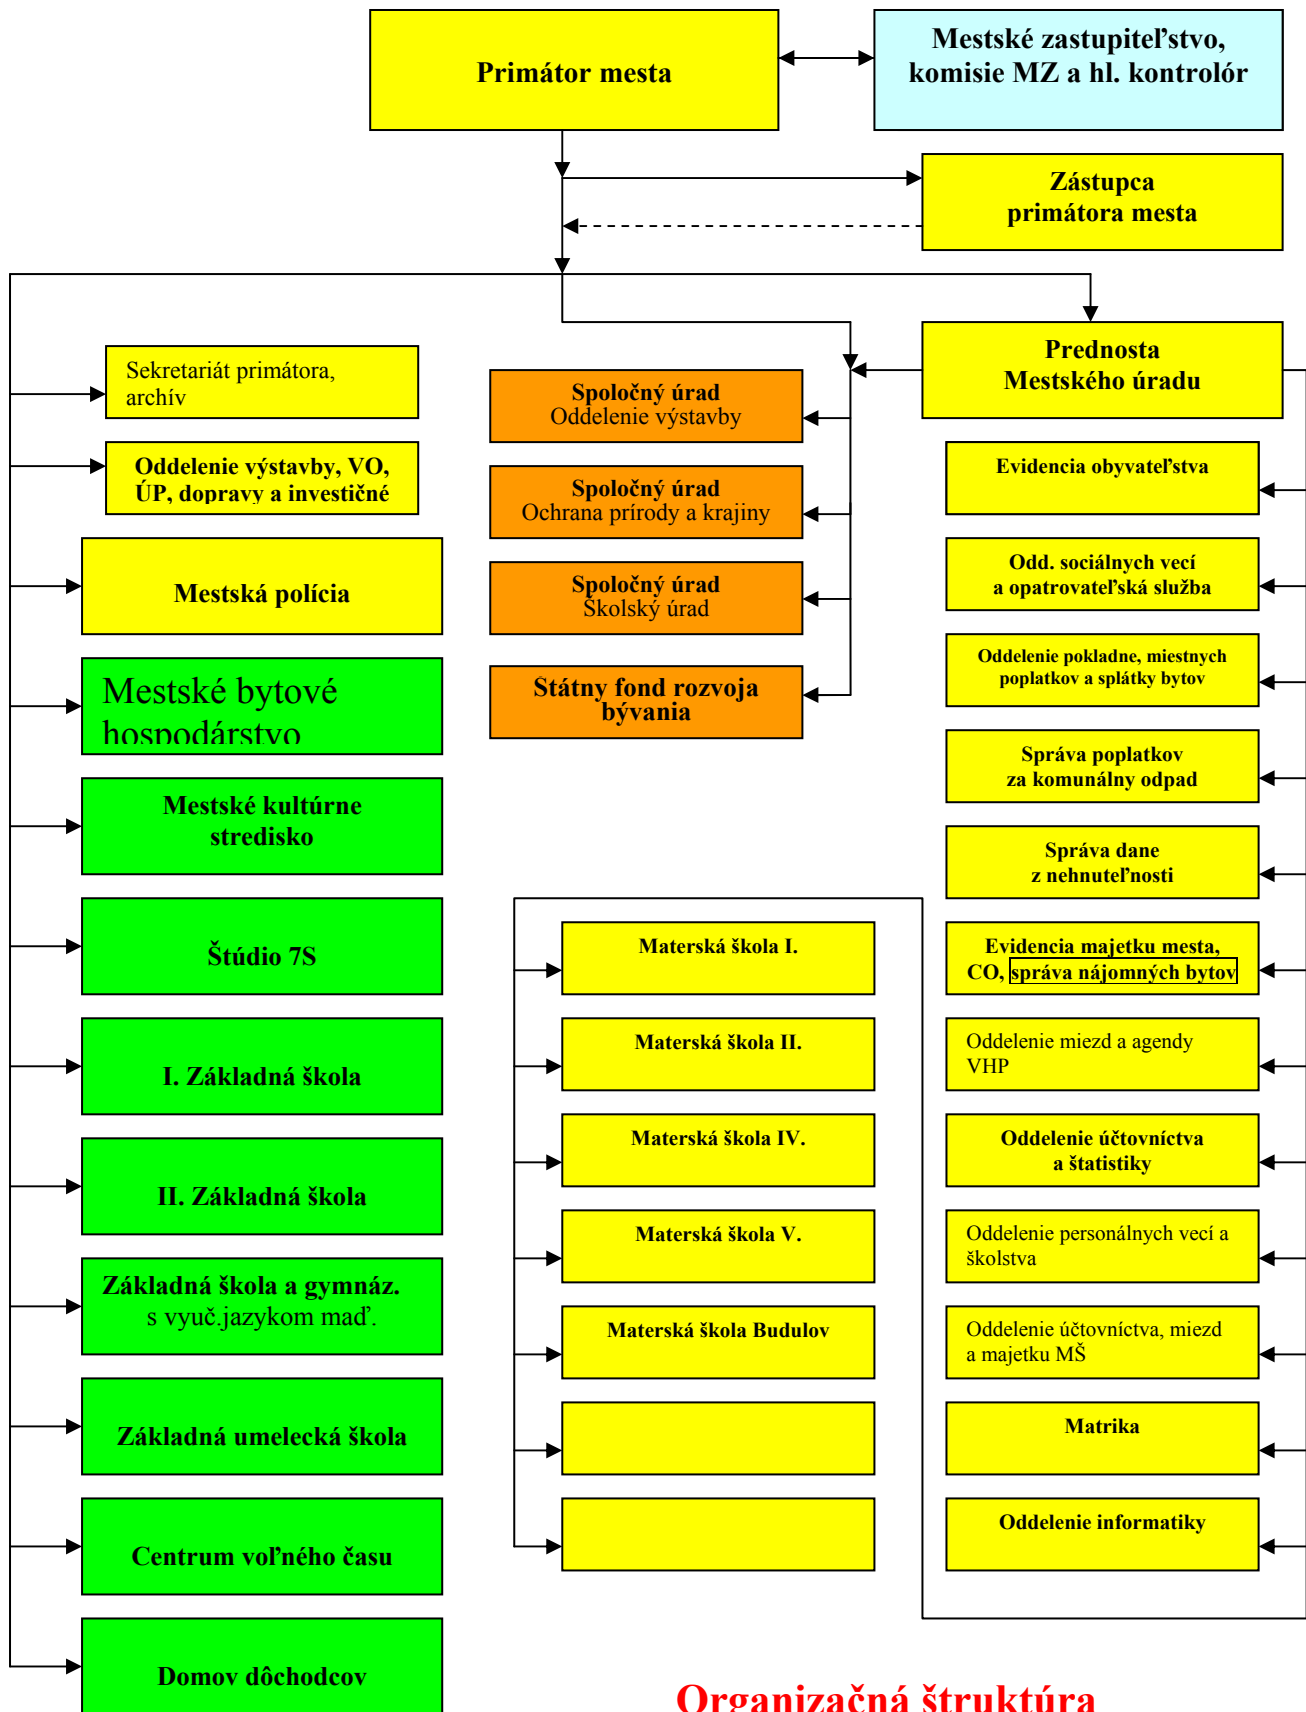 Primátor mesta
Mestské zastupiteľstvo,
komisie MZ a hl. kontrolór
Zástupca
primátora mesta
Prednosta
Mestského úradu
Sekretariát primátora,
archív
Oddelenie výstavby, VO,
ÚP, dopravy a investičné
Mestská polícia
Mestské bytové
hospodárstvo
Mestské kultúrne
stredisko
Štúdio 7S
I. Základná škola
II. Základná škola
Základná škola a gymnáz.
s vyuč.jazykom maď.
Základná umelecká škola
Centrum voľného času
Domov dôchodcov
Spoločný úrad
Oddelenie výstavby
Spoločný úrad
Ochrana prírody a krajiny
Spoločný úrad
Školský úrad
Štátny fond rozvoja
bývania
Materská škola I.
Materská škola II.
Materská škola IV.
Materská škola V.
Materská škola Budulov
Evidencia obyvateľstva
Odd. sociálnych vecí
a opatrovateľská služba
Oddelenie pokladne, miestnych
poplatkov a splátky bytov
Správa poplatkov
za komunálny odpad
Správa dane
z nehnuteľnosti
Evidencia majetku mesta,
CO, správa nájomných bytov
Oddelenie miezd a agendy
VHP
Oddelenie účtovníctva
a štatistiky
Oddelenie personálnych vecí a
školstva
Oddelenie účtovníctva, miezd
a majetku MŠ
Matrika
Oddelenie informatiky
Organizačná štruktúra